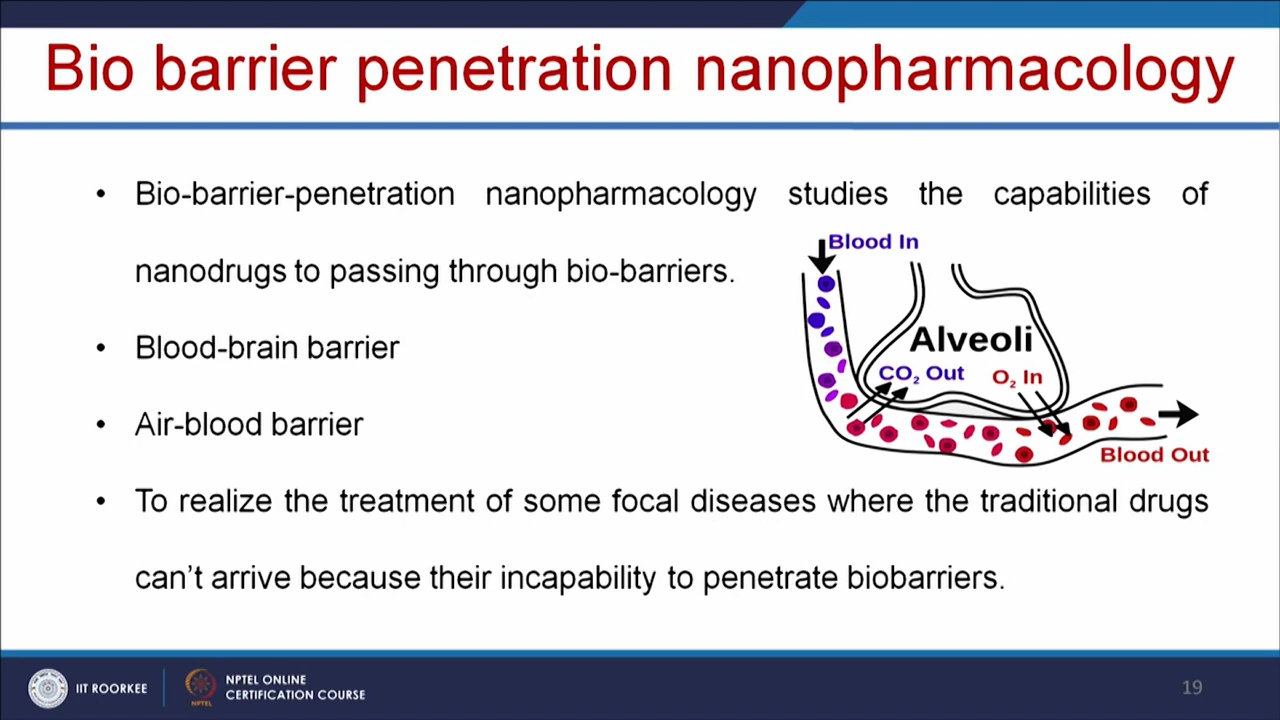 Bio barrier penetration nanopharmacology
• Bio-barrier-penetration nanopharmacology studies the capabilities of
nanodrugs to passing through bio-barriers.
• Blood-brain barrier
• Air-blood barrier
• To realize the treatment of some focal diseases where the traditional drugs
can't arrive because their incapability to penetrate biobarriers.
Blood In
Alveoli
CO₂ Out
O₂ In
Blood Out
IIT ROORKEE
NPTEL
NPTEL ONLINE
CERTIFICATION COURSE
19